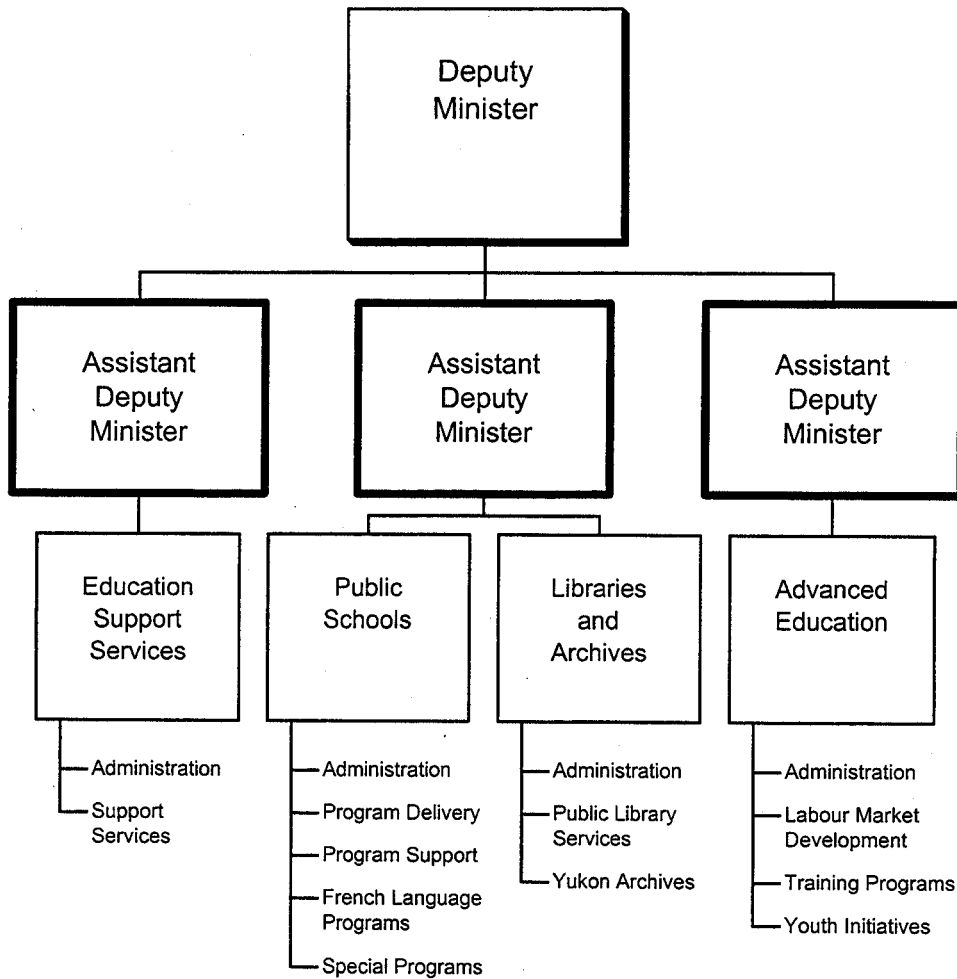 Deputy
Minister
Assistant
Deputy
Minister
Assistant
Deputy
Minister
Assistant
Deputy
Minister
Education
Support
Services
Public
Schools
Libraries
and
Archives
Advanced
Education
Administration
Support
Services
Administration
Program Delivery
Program Support
French Language
Programs
Special Programs
Administration
Public Library
Services
Yukon Archives
Administration
Labour Market
Development
Training Programs
Youth Initiatives